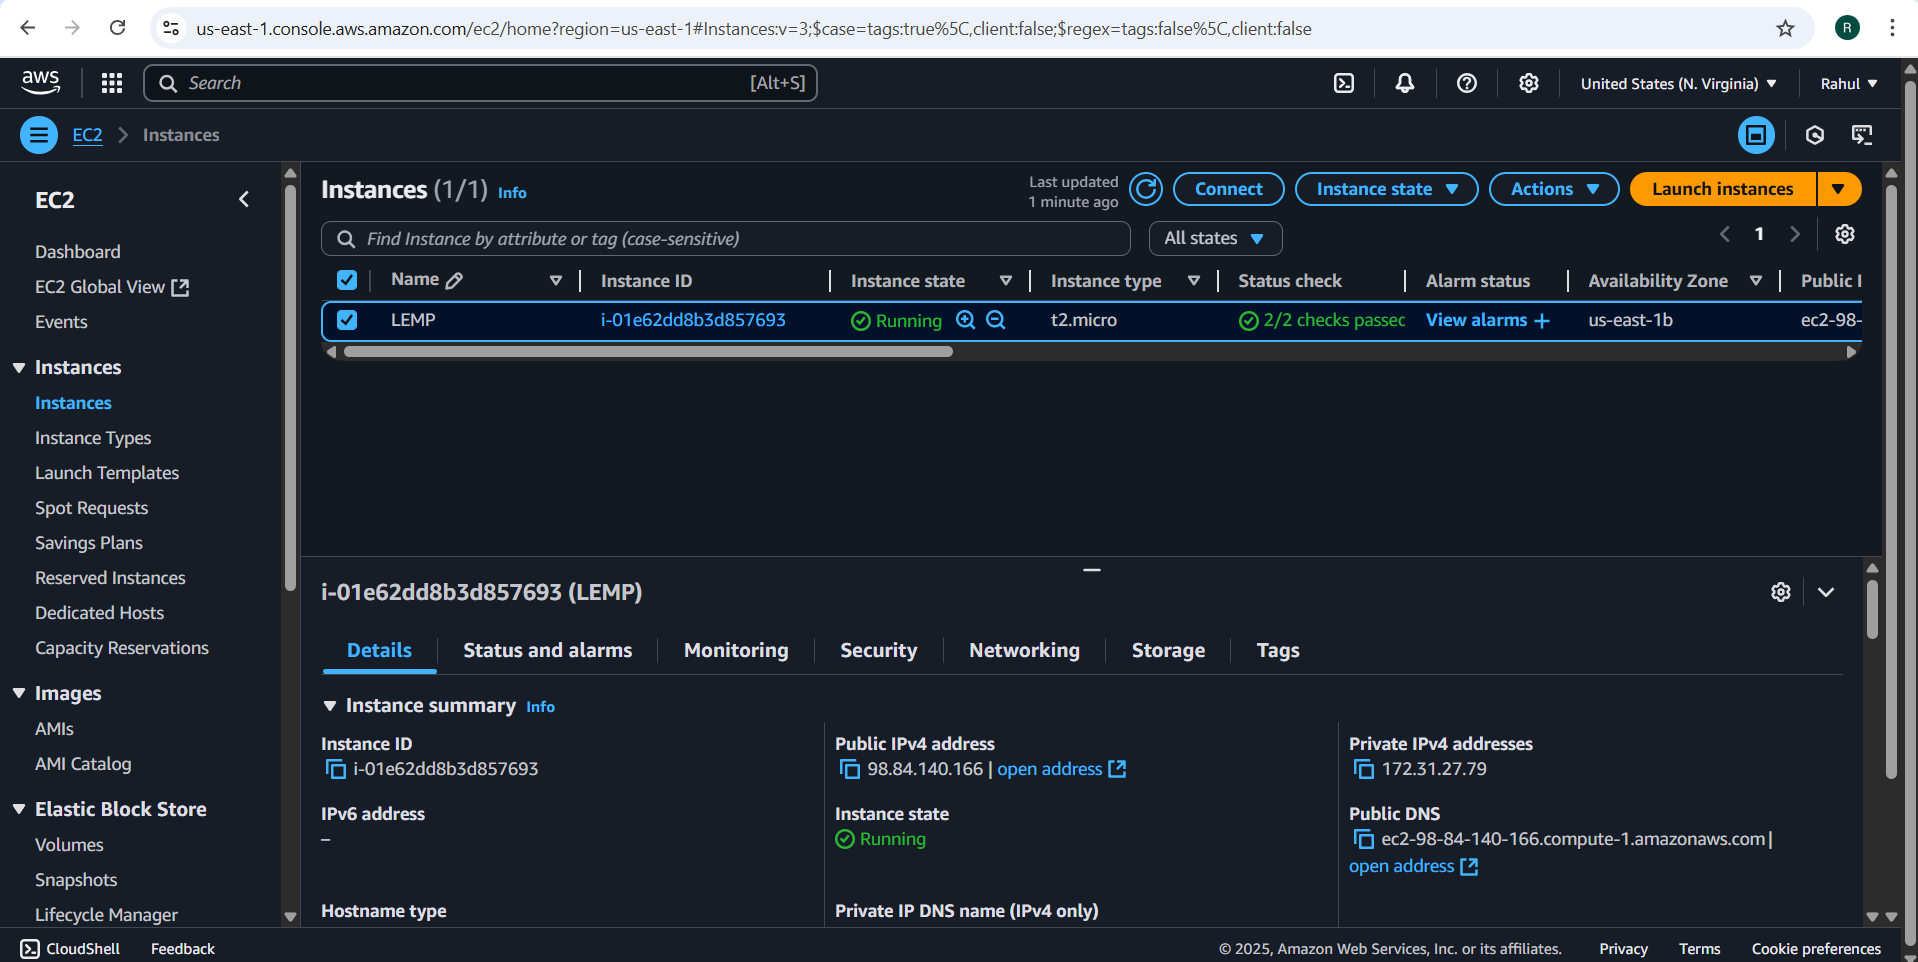 us-east-1.console.aws.amazon.com/ec2/home?region=us-east-1#Instances:v=3;$case=tags:true%5C,client:false;$regex=tags:false%5C,client:false
R
aws
Search
[Alt+S]
United States (N. Virginia)
Rahul
EC2
Instances
EC2
Dashboard
EC2 Global View
Events
Instances
Instances
Instance Types
Launch Templates
Spot Requests
Savings Plans
Reserved Instances
Dedicated Hosts
Capacity Reservations
Images
AMIs
AMI Catalog
Elastic Block Store
Volumes
Snapshots
Lifecycle Manager
Instances (1/1) Info
Last updated
1 minute ago
Connect
Instance state
Actions
Launch instances
Find Instance by attribute or tag (case-sensitive)
All states
1
Name Instance ID Instance state Instance type Status check Alarm status Availability Zone Public I
LEMP i-01e62dd8b3d857693 Running t2.micro 2/2 checks passec View alarms + us-east-1b ec2-98-
i-01e62dd8b3d857693 (LEMP)
Details Status and alarms Monitoring Security Networking Storage Tags
Instance summary Info
Instance ID
i-01e62dd8b3d857693
Public IPv4 address
98.84.140.166 | open address
Private IPv4 addresses
172.31.27.79
IPv6 address
–
Instance state
Running
Public DNS
ec2-98-84-140-166.compute-1.amazonaws.com |
open address
Hostname type
Private IP DNS name (IPv4 only)
CloudShell
Feedback
© 2025, Amazon Web Services, Inc. or its affiliates.
Privacy
Terms
Cookie preferences